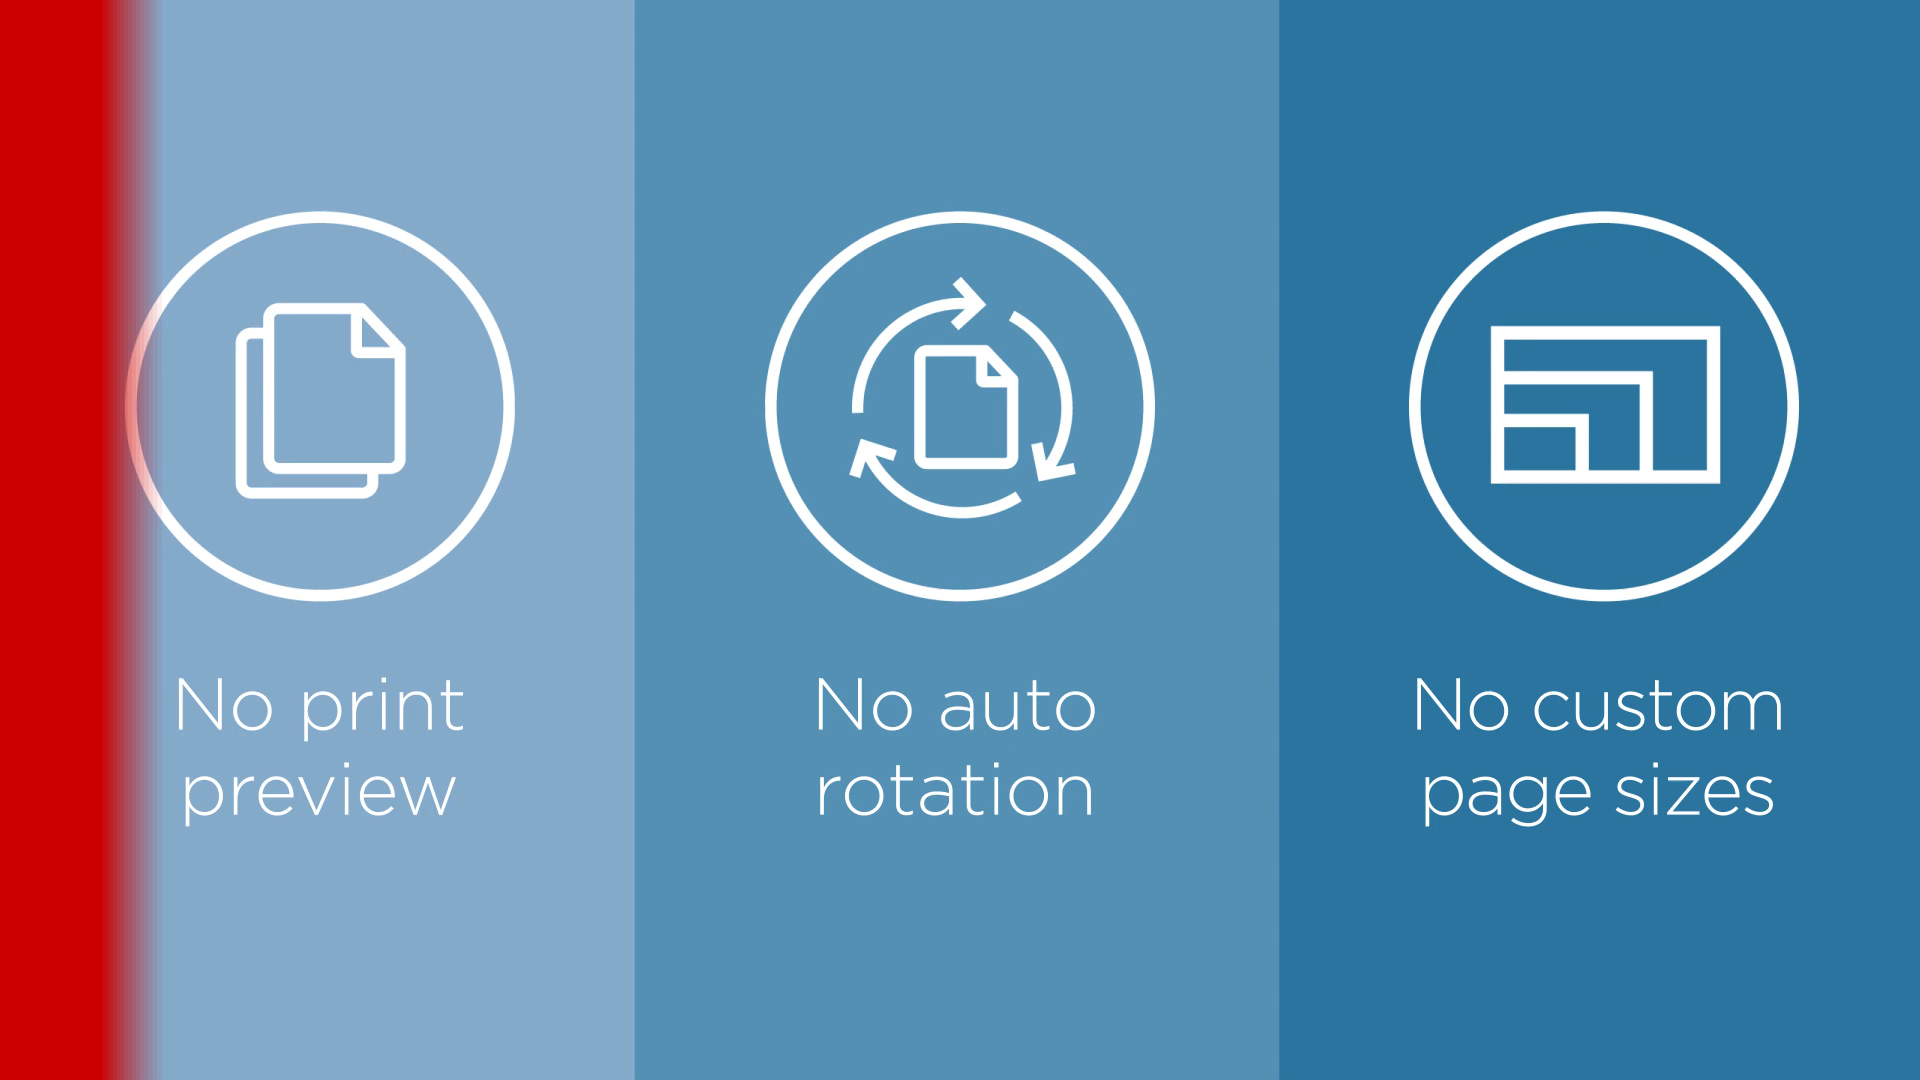 No print
preview
No auto
rotation
No custom
page sizes